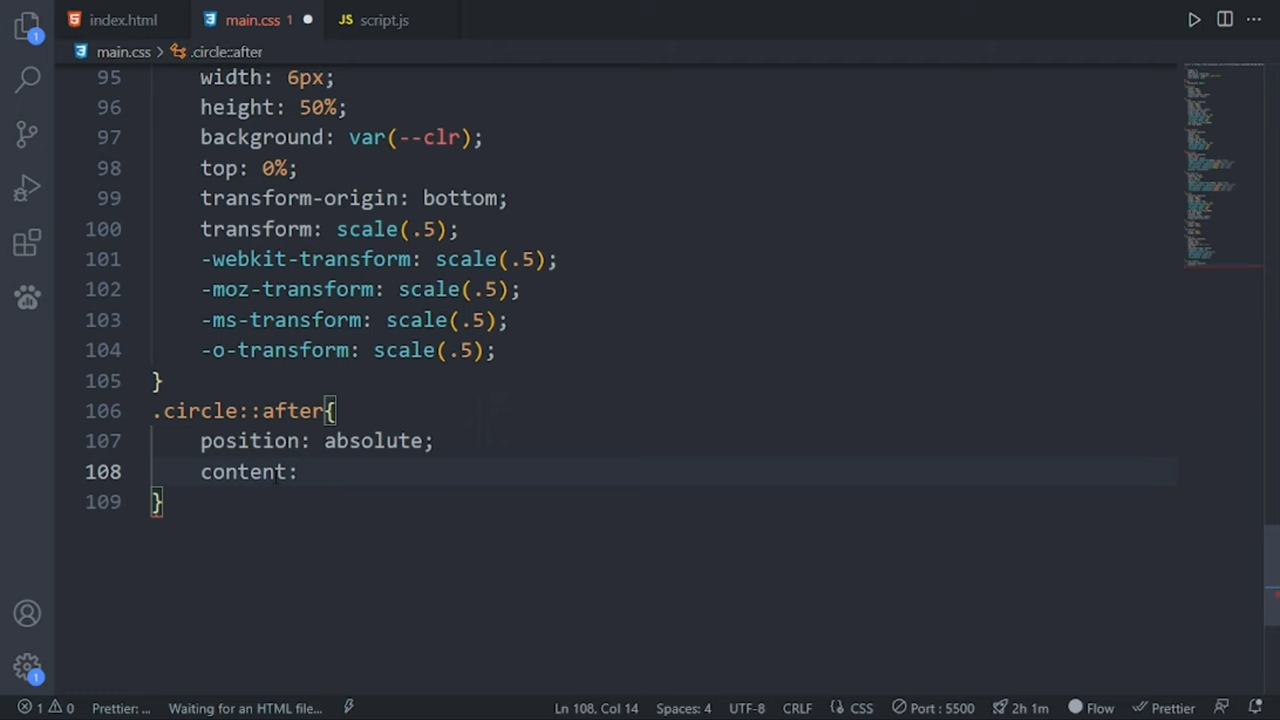 index.html main.css 1 JS script.js
main.css > .circle::after
95 width: 6px;
96 height: 50%;
97 background: var(--clr);
98 top: 0%;
99 transform-origin: bottom;
100 transform: scale(.5);
101 -webkit-transform: scale(.5);
102 -moz-transform: scale(.5);
103 -ms-transform: scale(.5);
104 -o-transform: scale(.5);
105 }
106 .circle::after{
107 position: absolute;
108 content:
109 }
1
1
1 0 Prettier: ... Waiting for an HTML file... Ln 108, Col 14 Spaces: 4 UTF-8 CRLF CSS Port : 5500 2h 1m Flow Prettier